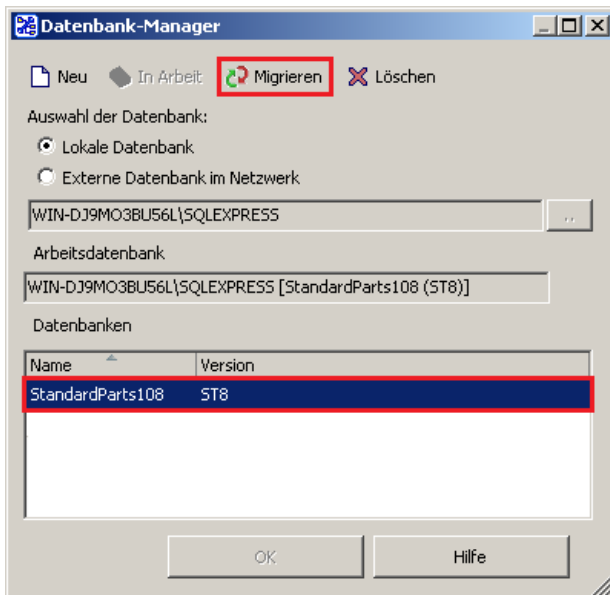 Datenbank-Manager
Neu In Arbeit Migrieren Löschen
Auswahl der Datenbank:
Lokale Datenbank
Externe Datenbank im Netzwerk
WIN-DJ9MO3BU56L\SQLEXPRESS ..
Arbeitsdatenbank
WIN-DJ9MO3BU56L\SQLEXPRESS [StandardParts108 (ST8)]
Datenbanken
Name Version
StandardParts108 ST8
OK Hilfe